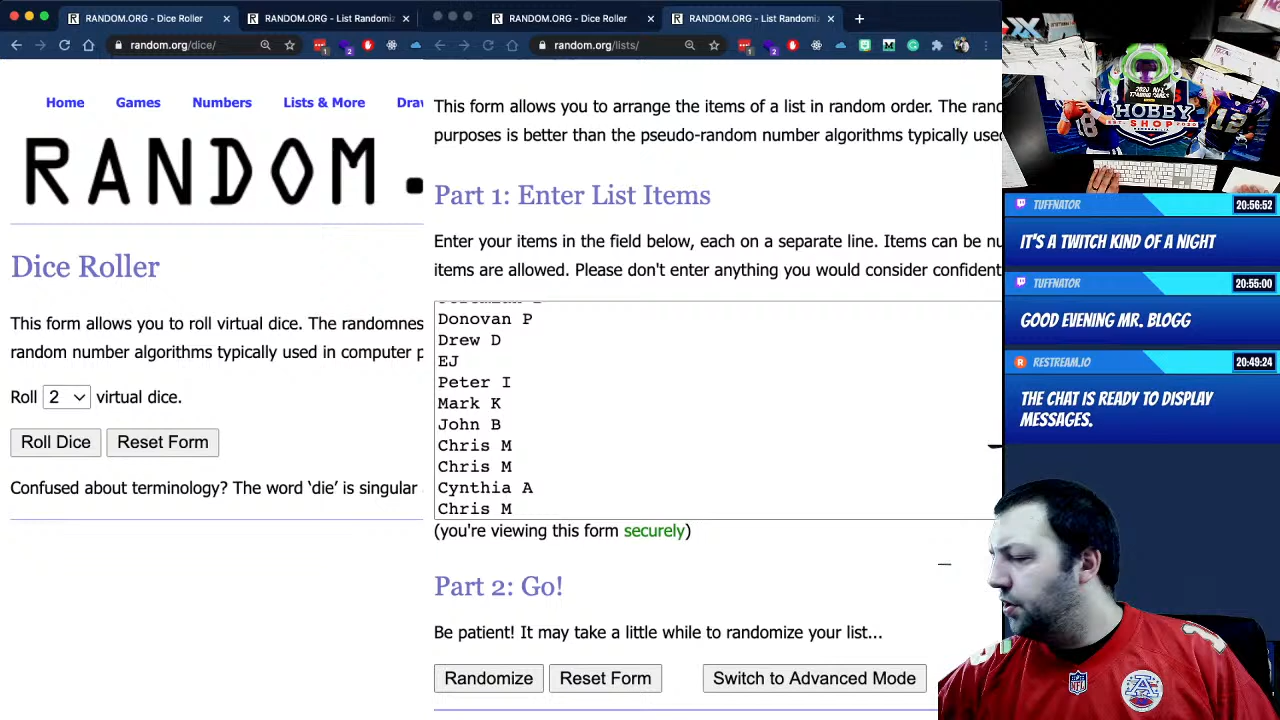 RANDOM.ORG - Dice Roller
RANDOM.ORG - List Randomi
RANDOM.ORG - Dice Roller
RANDOM.ORG - List Randomi
random.org/dice/
random.org/lists/
Home
Games
Numbers
Lists & More
RANDOM.
Dice Roller
This form allows you to roll virtual dice. The randomnes
random number algorithms typically used in computer p
Roll 2 virtual dice.
Roll Dice
Reset Form
Confused about terminology? The word ‘die’ is singular
This form allows you to arrange the items of a list in random order. The rand
purposes is better than the pseudo-random number algorithms typically used
Part 1: Enter List Items
Enter your items in the field below, each on a separate line. Items can be nu
items are allowed. Please don't enter anything you would consider confident
Donovan P
Drew D
EJ
Peter I
Mark K
John B
Chris M
Chris M
Cynthia A
Chris M
(you're viewing this form securely)
Part 2: Go!
Be patient! It may take a little while to randomize your list...
Randomize
Reset Form
Switch to Advanced Mode
HOBBY
SHOP
18
12
TUFFNATOR
20:56:52
IT'S A TWITCH KIND OF A NIGHT
TUFFNATOR
20:55:00
GOOD EVENING MR. BLOGG
RESTREAM.IO
20:49:24
THE CHAT IS READY TO DISPLAY
MESSAGES.
NFL